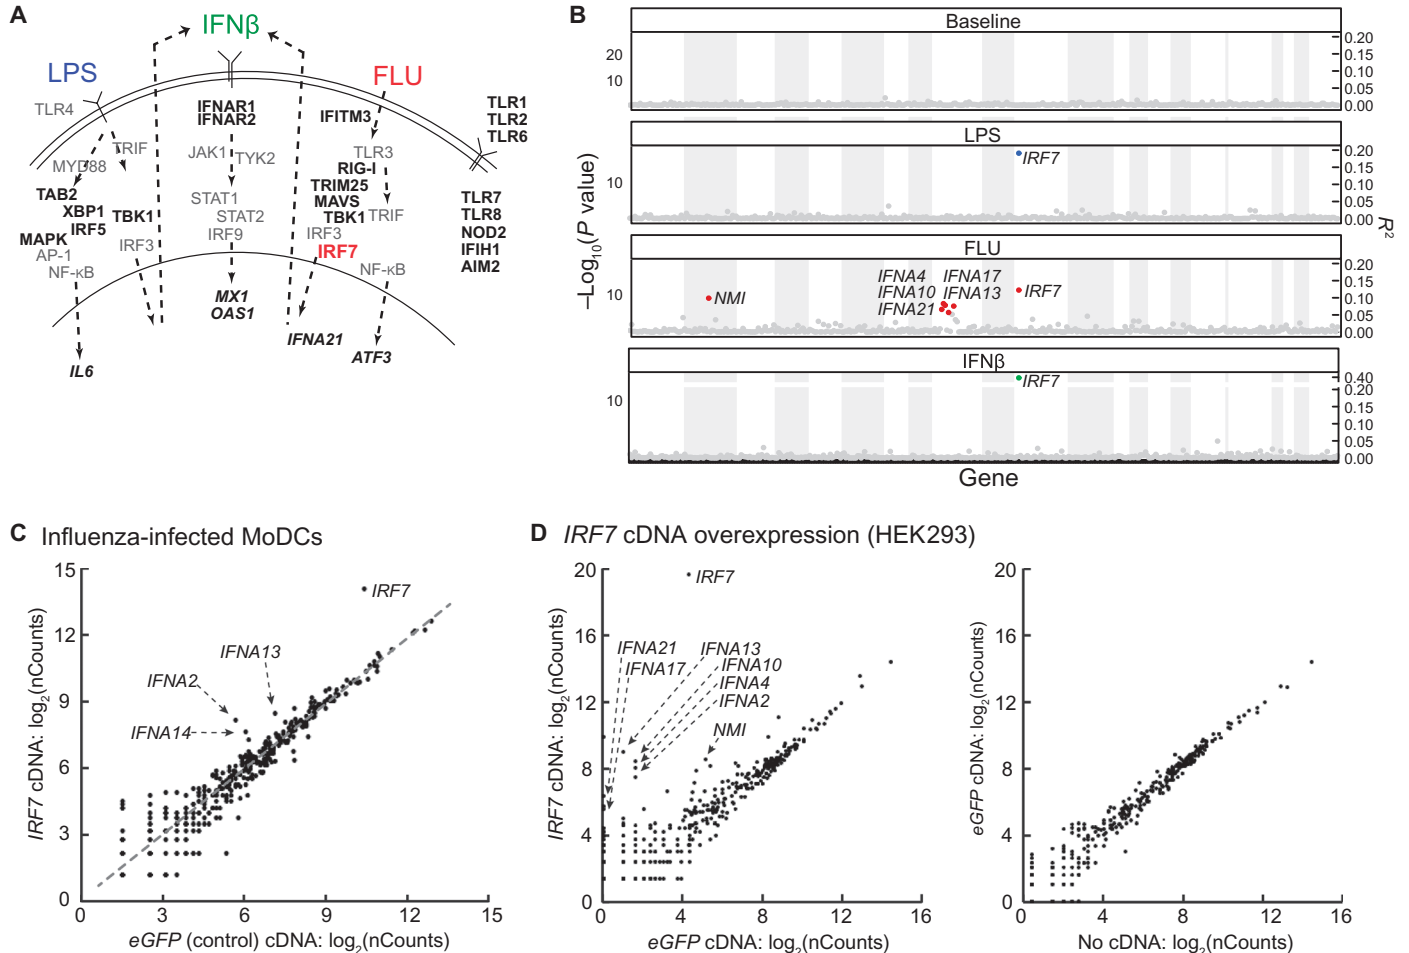 A
IFNβ
LPS
FLU
TLR4
MYD88
TRIF
TAB2
XBP1
IRF5
TBK1
MAPK
AP-1
NF-κB
IRF3
IL6
IFNAR1
IFNAR2
JAK1
TYK2
STAT1
STAT2
IRF9
MX1
OAS1
IFITM3
TLR3
RIG-I
TRIM25
MAVS
TBK1
TRIF
IRF3
IRF7
NF-κB
IFNA21
ATF3
TLR1
TLR2
TLR6
TLR7
TLR8
NOD2
IFIH1
AIM2
B
Baseline
20
10
0.20
0.15
0.10
0.05
0.00
LPS
IRF7
10
0.20
0.15
0.10
0.05
0.00
FLU
NMI
IFNA4 IFNA17
IFNA10 IFNA13
IFNA21
IRF7
10
0.20
0.15
0.10
0.05
0.00
IFNβ
IRF7
10
0.40
0.20
0.15
0.10
0.05
0.00
–Log10(P value)
R2
Gene
C Influenza-infected MoDCs
15
12
9
6
3
0
0 3 6 9 12 15
IRF7
IFNA13
IFNA2
IFNA14
IRF7 cDNA: log2(nCounts)
eGFP (control) cDNA: log2(nCounts)
D IRF7 cDNA overexpression (HEK293)
20
16
12
8
4
0
0 4 8 12 16
IRF7
IFNA21
IFNA17
IFNA13
IFNA10
IFNA4
IFNA2
NMI
IRF7 cDNA: log2(nCounts)
eGFP cDNA: log2(nCounts)
20
16
12
8
4
0
0 4 8 12 16
eGFP cDNA: log2(nCounts)
No cDNA: log2(nCounts)